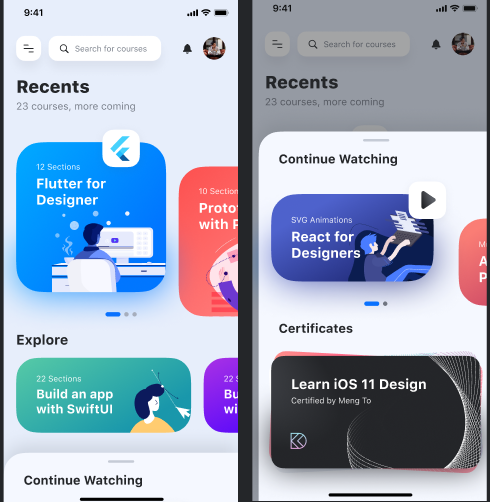 9:41
Search for courses
Recents
23 courses, more coming
12 Sections
Flutter for
Designer
10 Section
Proto
with P
Explore
22 Sections
Build an app
with SwiftUI
22 S
Bu
wi
Continue Watching
9:41
Search for courses
Recents
23 courses, more coming
Continue Watching
SVG Animations
React for
Designers
A
P
Certificates
Learn iOS 11 Design
Certified by Meng To